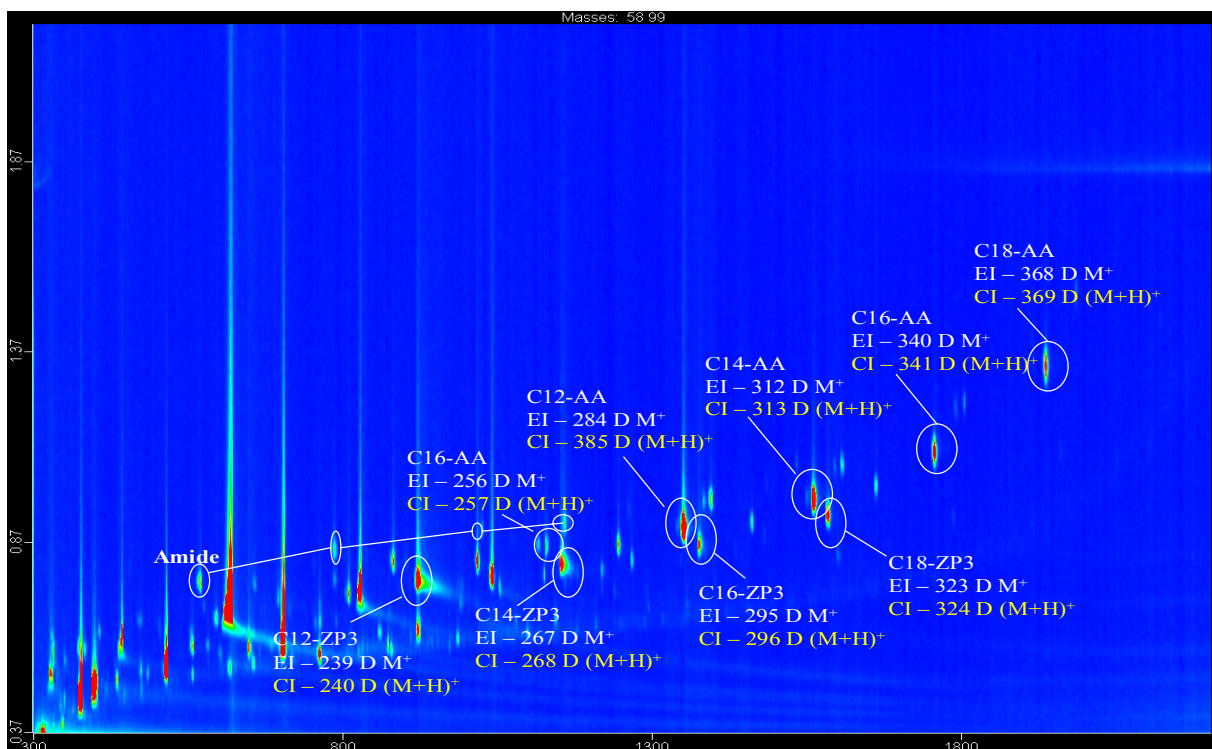 Masses: 58 99
1.87
1.37
0.87
0.37
C18-AA
EI – 368 D M⁺
CI – 369 D (M+H)⁺
C16-AA
EI – 340 D M⁺
CI – 341 D (M+H)⁺
C14-AA
EI – 312 D M⁺
CI – 313 D (M+H)⁺
C12-AA
EI – 284 D M⁺
CI – 385 D (M+H)⁺
C16-AA
EI – 256 D M⁺
CI – 257 D (M+H)⁺
Amide
C12-ZP3
EI – 239 D M⁺
CI – 240 D (M+H)⁺
C14-ZP3
EI – 267 D M⁺
CI – 268 D (M+H)⁺
C16-ZP3
EI – 295 D M⁺
CI – 296 D (M+H)⁺
C18-ZP3
EI – 323 D M⁺
CI – 324 D (M+H)⁺
300
800
1300
1800